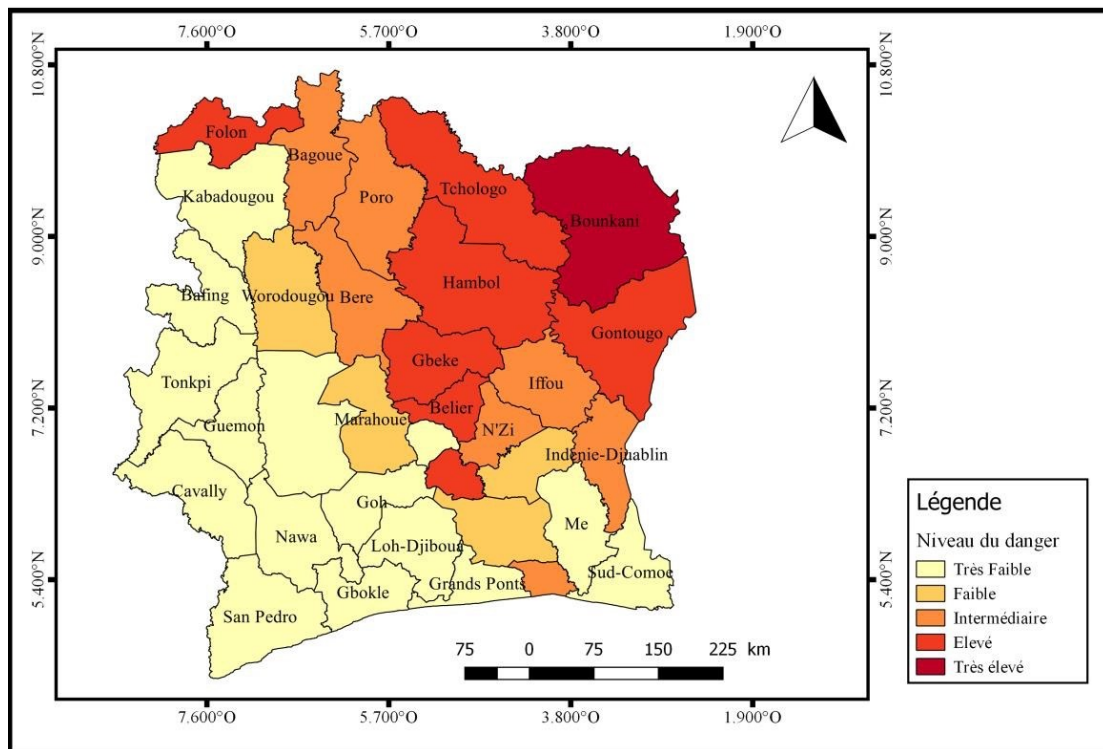 7.600°O 5.700°O 3.800°O 1.900°O
10.800°N
10.800°N
9.000°N
9.000°N
7.200°N
7.200°N
5.400°N
5.400°N
Folon
Bagoue
Tchologo
Kabadougou
Poro
Bounkani
Hambol
Bafing
Worodougou
Bere
Gontougo
Gbeke
Tonkpi
Iffou
Belier
Marahoue
Guemon
N'Zi
Indenie-Djuablin
Cavally
Goh
Me
Nawa
Loh-Djiboua
Sud-Comoe
Gbokle
Grands Ponts
San Pedro
75 0 75 150 225 km
7.600°O 5.700°O 3.800°O 1.900°O
Légende
Niveau du danger
Très Faible
Faible
Intermédiaire
Elevé
Très élevé